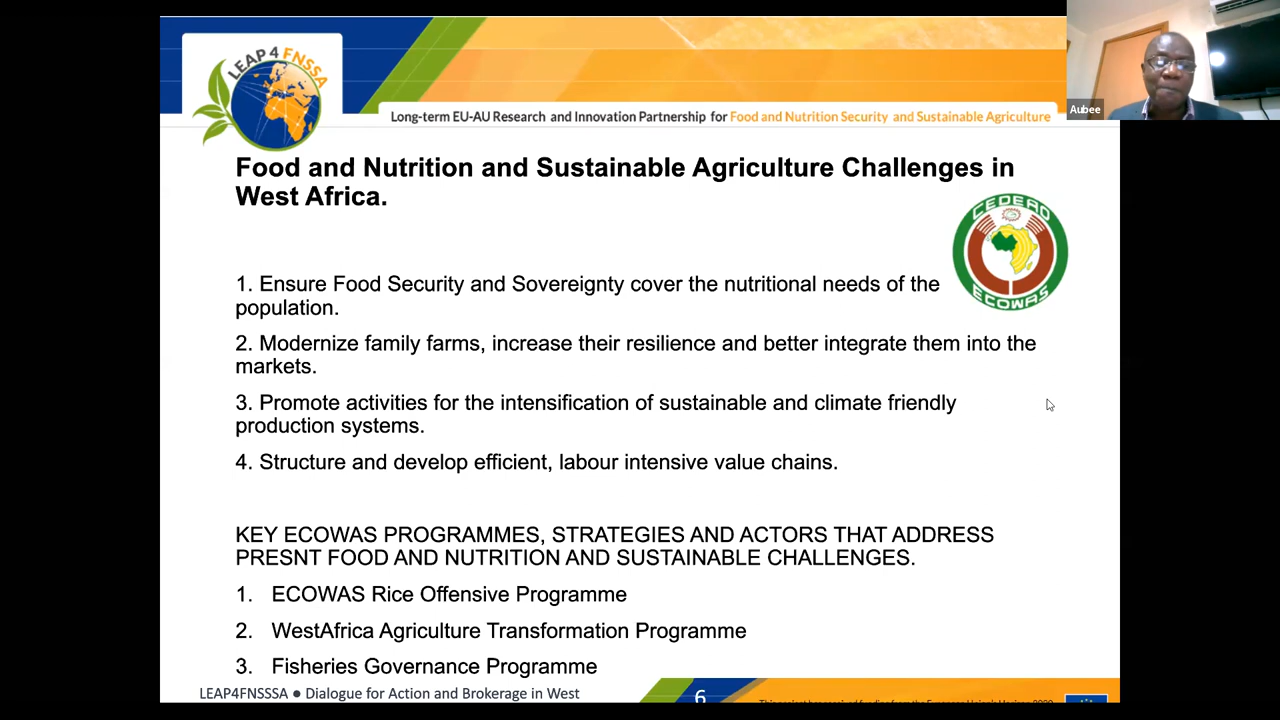 LEAP 4 FNSSA
Long-term EU-AU Research and Innovation Partnership for Food and Nutrition Security and Sustainable Agriculture
Aubee
Food and Nutrition and Sustainable Agriculture Challenges in
West Africa.
CEDEAO
ECOWAS
1. Ensure Food Security and Sovereignty cover the nutritional needs of the
population.
2. Modernize family farms, increase their resilience and better integrate them into the
markets.
3. Promote activities for the intensification of sustainable and climate friendly
production systems.
4. Structure and develop efficient, labour intensive value chains.
KEY ECOWAS PROGRAMMES, STRATEGIES AND ACTORS THAT ADDRESS
PRESNT FOOD AND NUTRITION AND SUSTAINABLE CHALLENGES.
1. ECOWAS Rice Offensive Programme
2. WestAfrica Agriculture Transformation Programme
3. Fisheries Governance Programme
LEAP4FNSSSA ● Dialogue for Action and Brokerage in West
6